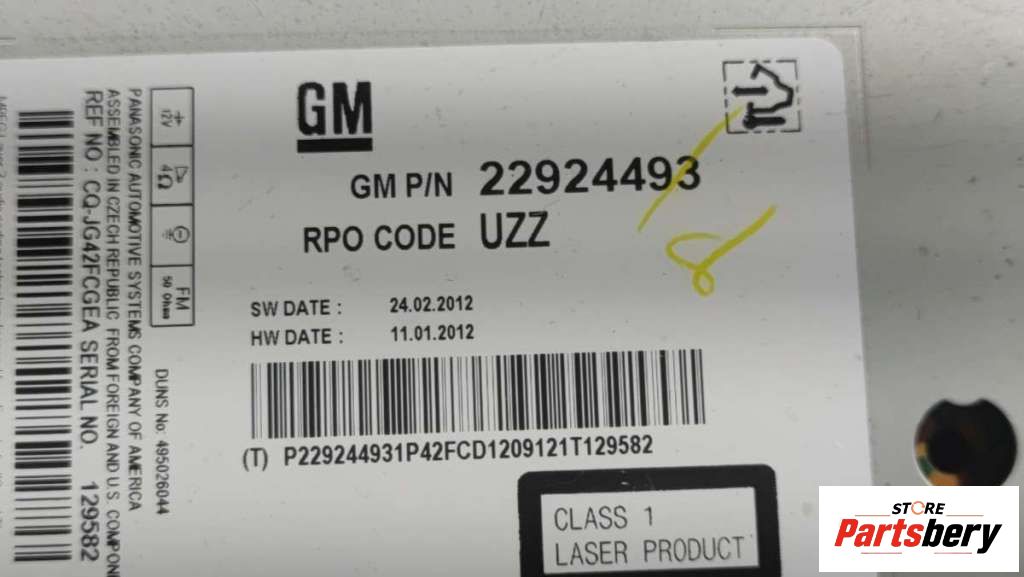 GM
GM P/N 22924493
RPO CODE UZZ
SW DATE : 24.02.2012
HW DATE : 11.01.2012
(T) P229244931P42FCD1209121T129582
CLASS 1
LASER PRODUCT
12V
4Ω
FM
50 Ohms
DUNS No: 495026044
PANASONIC AUTOMOTIVE SYSTEMS COMPANY OF AMERICA
ASSEMBLED IN CZECH REPUBLIC FROM FOREIGN AND U.S. COMPON
REF NO : CQ-JG42FCGEA SERIAL NO. 129582
STORE
Partsbery